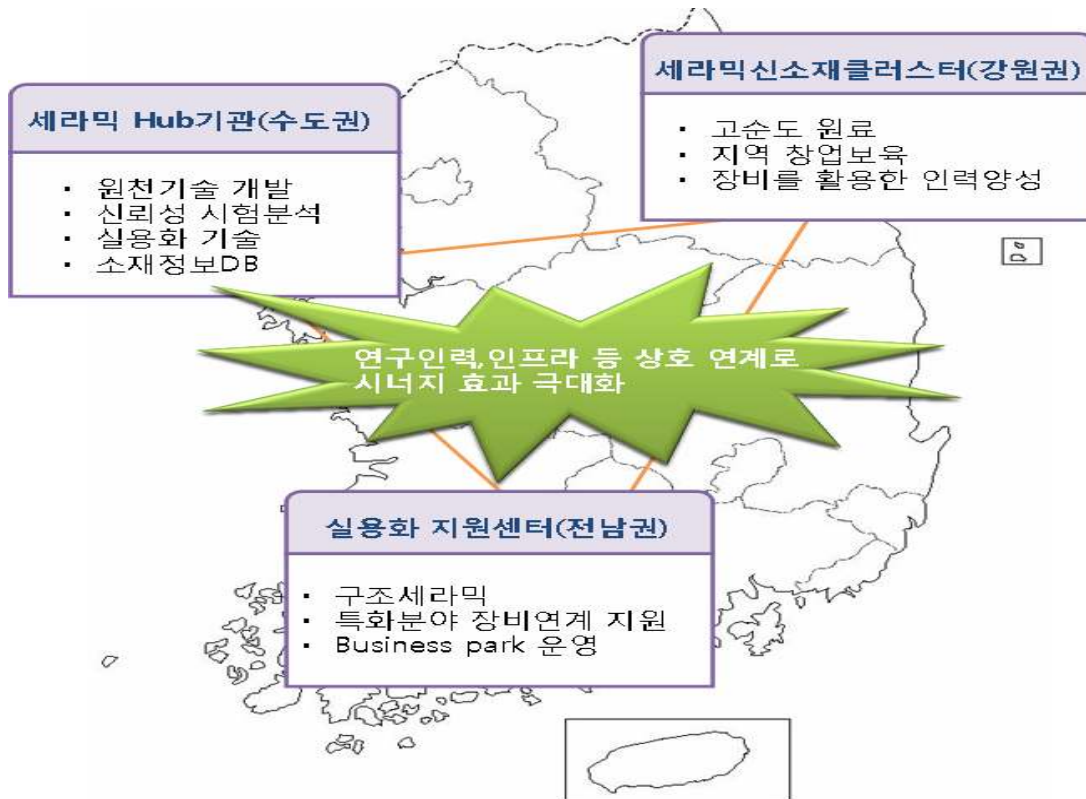 세라믹 Hub기관(수도권)
· 원천기술 개발
· 신뢰성 시험분석
· 실용화 기술
· 소재정보DB
세라믹신소재클러스터(강원권)
· 고순도 원료
· 지역 창업보육
· 장비를 활용한 인력양성
연구인력,인프라 등 상호 연계로
시너지 효과 극대화
실용화 지원센터(전남권)
· 구조세라믹
· 특화분야 장비연계 지원
· Business park 운영